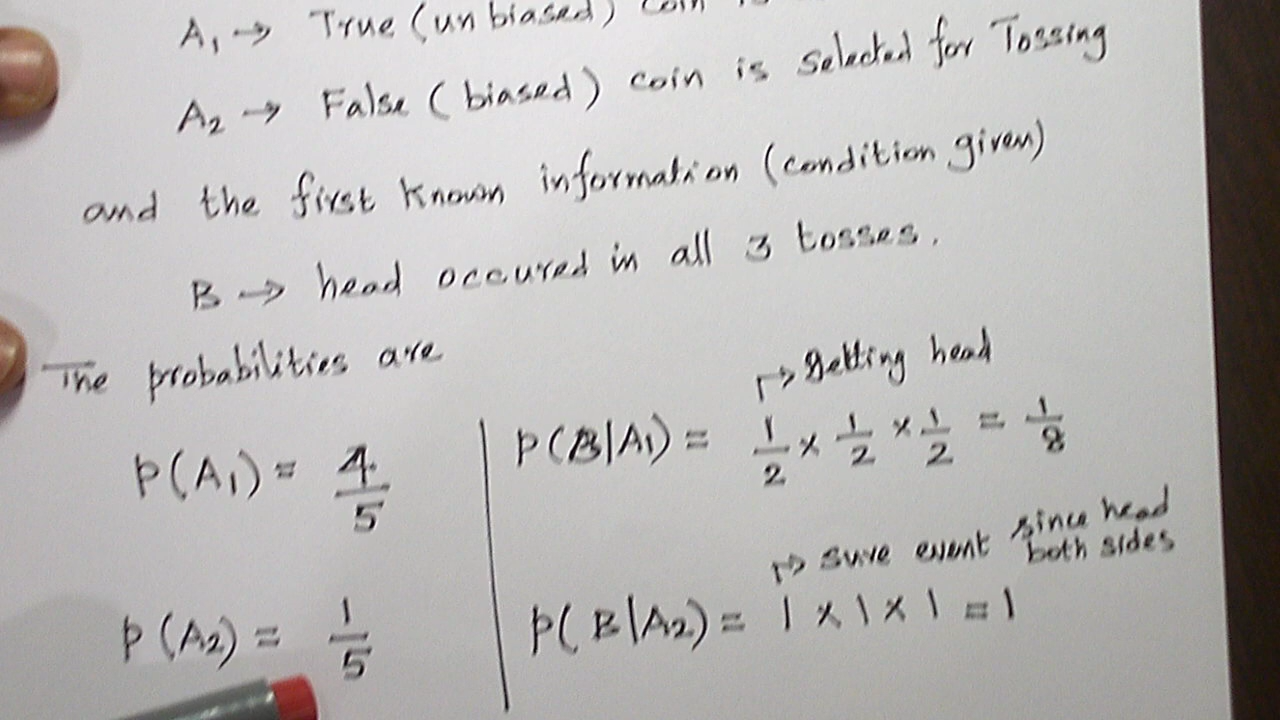 A₁ → True (unbiased) coin
A₂ → False (biased) coin is selected for Tossing
and the first known information (condition given)
B → head occured in all 3 tosses.
The probabilities are
P(A₁) = 4/5
P(A₂) = 1/5
↱ getting head
P(B|A₁) = 1/2 × 1/2 × 1/2 = 1/8
↱ sure event since head both sides
P(B|A₂) = 1 × 1 × 1 = 1